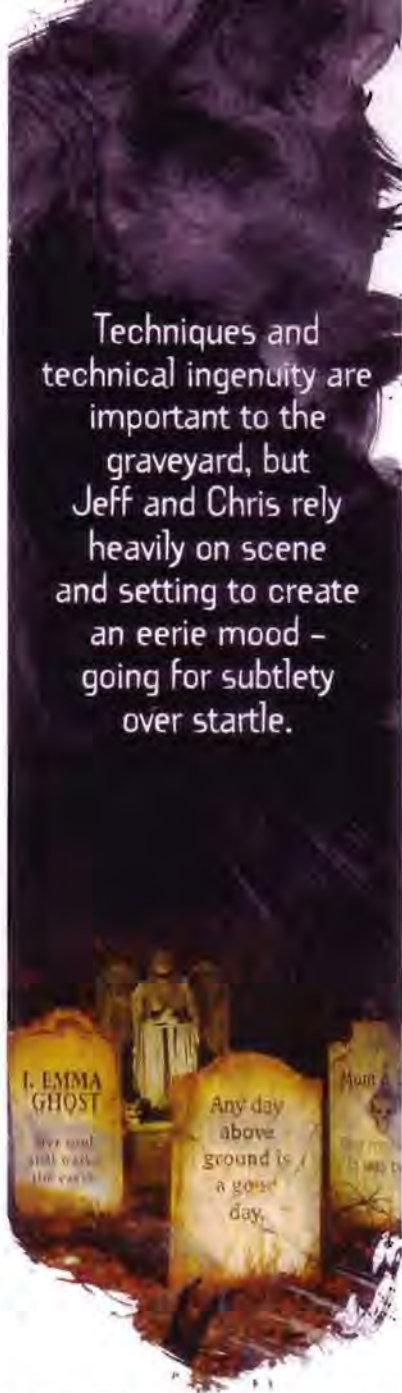 Techniques and
technical ingenuity are
important to the
graveyard, but
Jeff and Chris rely
heavily on scene
and setting to create
an eerie mood –
going for subtlety
over startle.
I. EMMA
GHOST
Any day
above
ground is
a good
day.